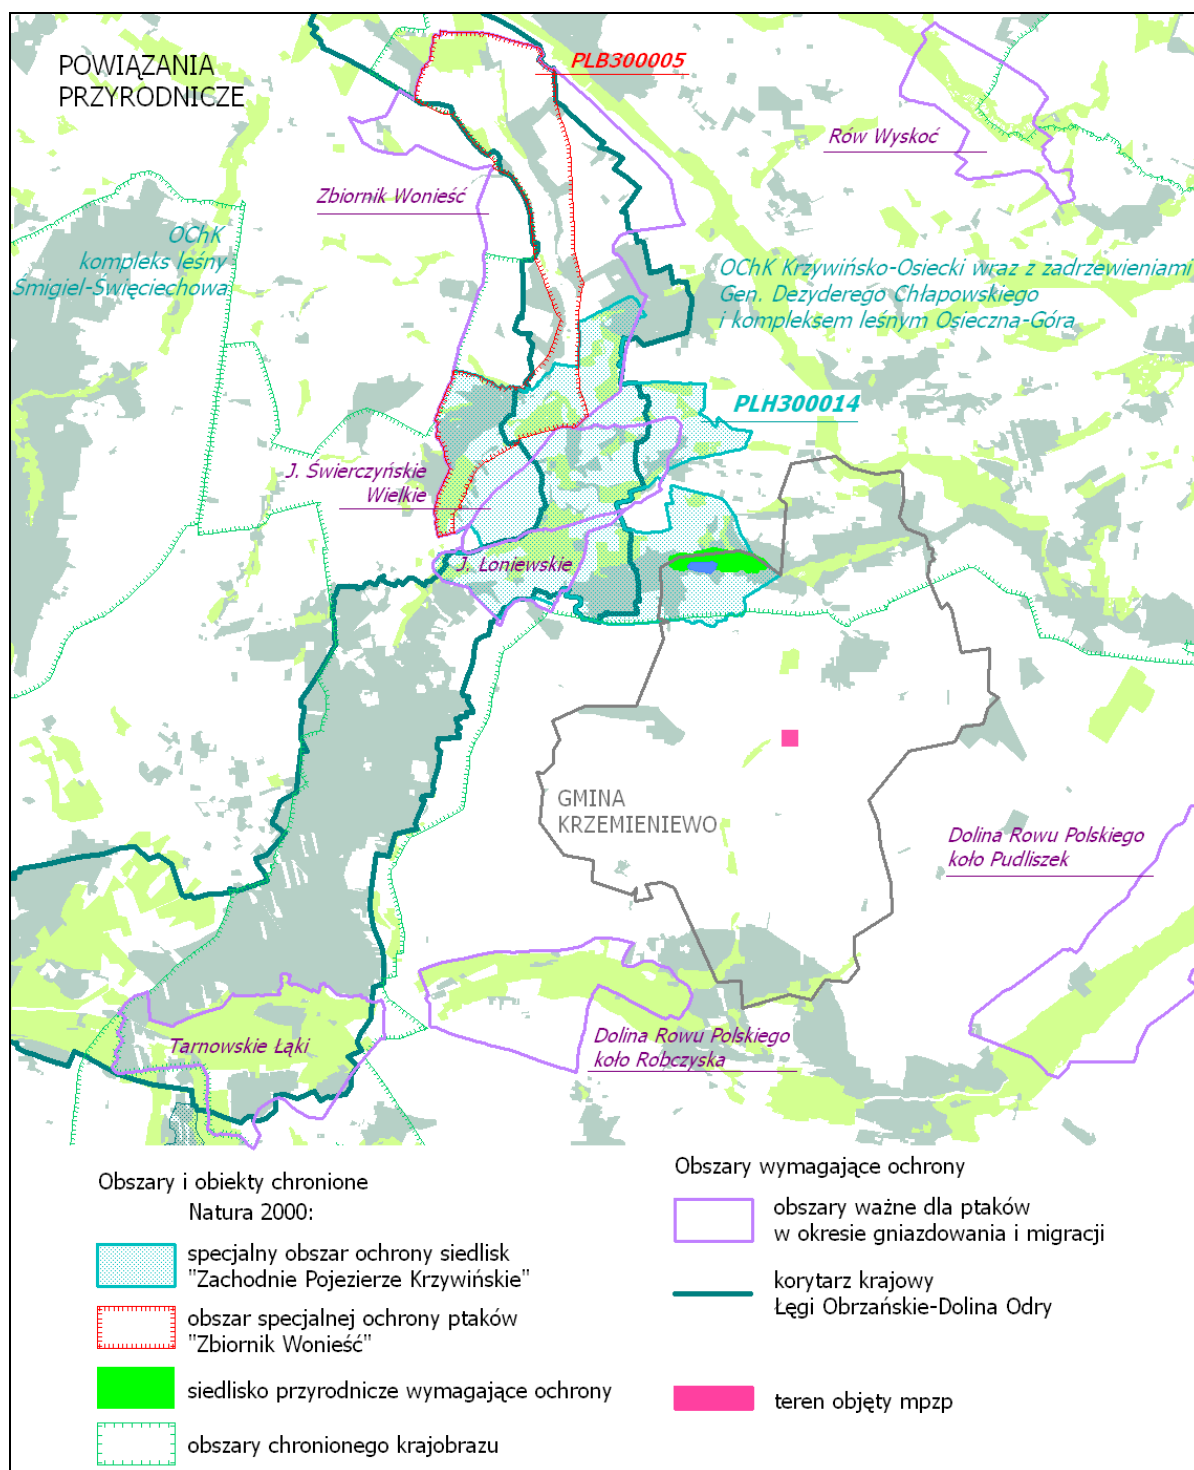 POWIĄZANIA
PRZYRODNICZE
PLB300005
Rów Wyskoć
Zbiornik Wonieść
OChK
kompleks leśny
Śmigiel-Święciechowa
OChK Krzywińsko-Osiecki wraz z zadrzewieniami
Gen. Dezyderego Chłapowskiego
i kompleksem leśnym Osieczna-Góra
PLH300014
J. Świerczyńskie
Wielkie
J. Łoniewskie
GMINA
KRZEMIENIEWO
Dolina Rowu Polskiego
koło Pudliszek
Tarnowskie Łąki
Dolina Rowu Polskiego
koło Robczyska
Obszary i obiekty chronione
Natura 2000:
specjalny obszar ochrony siedlisk
"Zachodnie Pojezierze Krzywińskie"
obszar specjalnej ochrony ptaków
"Zbiornik Wonieść"
siedlisko przyrodnicze wymagające ochrony
obszary chronionego krajobrazu
Obszary wymagające ochrony
obszary ważne dla ptaków
w okresie gniazdowania i migracji
korytarz krajowy
Łęgi Obrzańskie-Dolina Odry
teren objęty mpzp